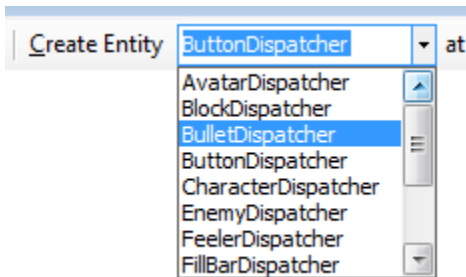 Create Entity ButtonDispatcher at
AvatarDispatcher
BlockDispatcher
BulletDispatcher
ButtonDispatcher
CharacterDispatcher
EnemyDispatcher
FeelerDispatcher
FillBarDispatcher